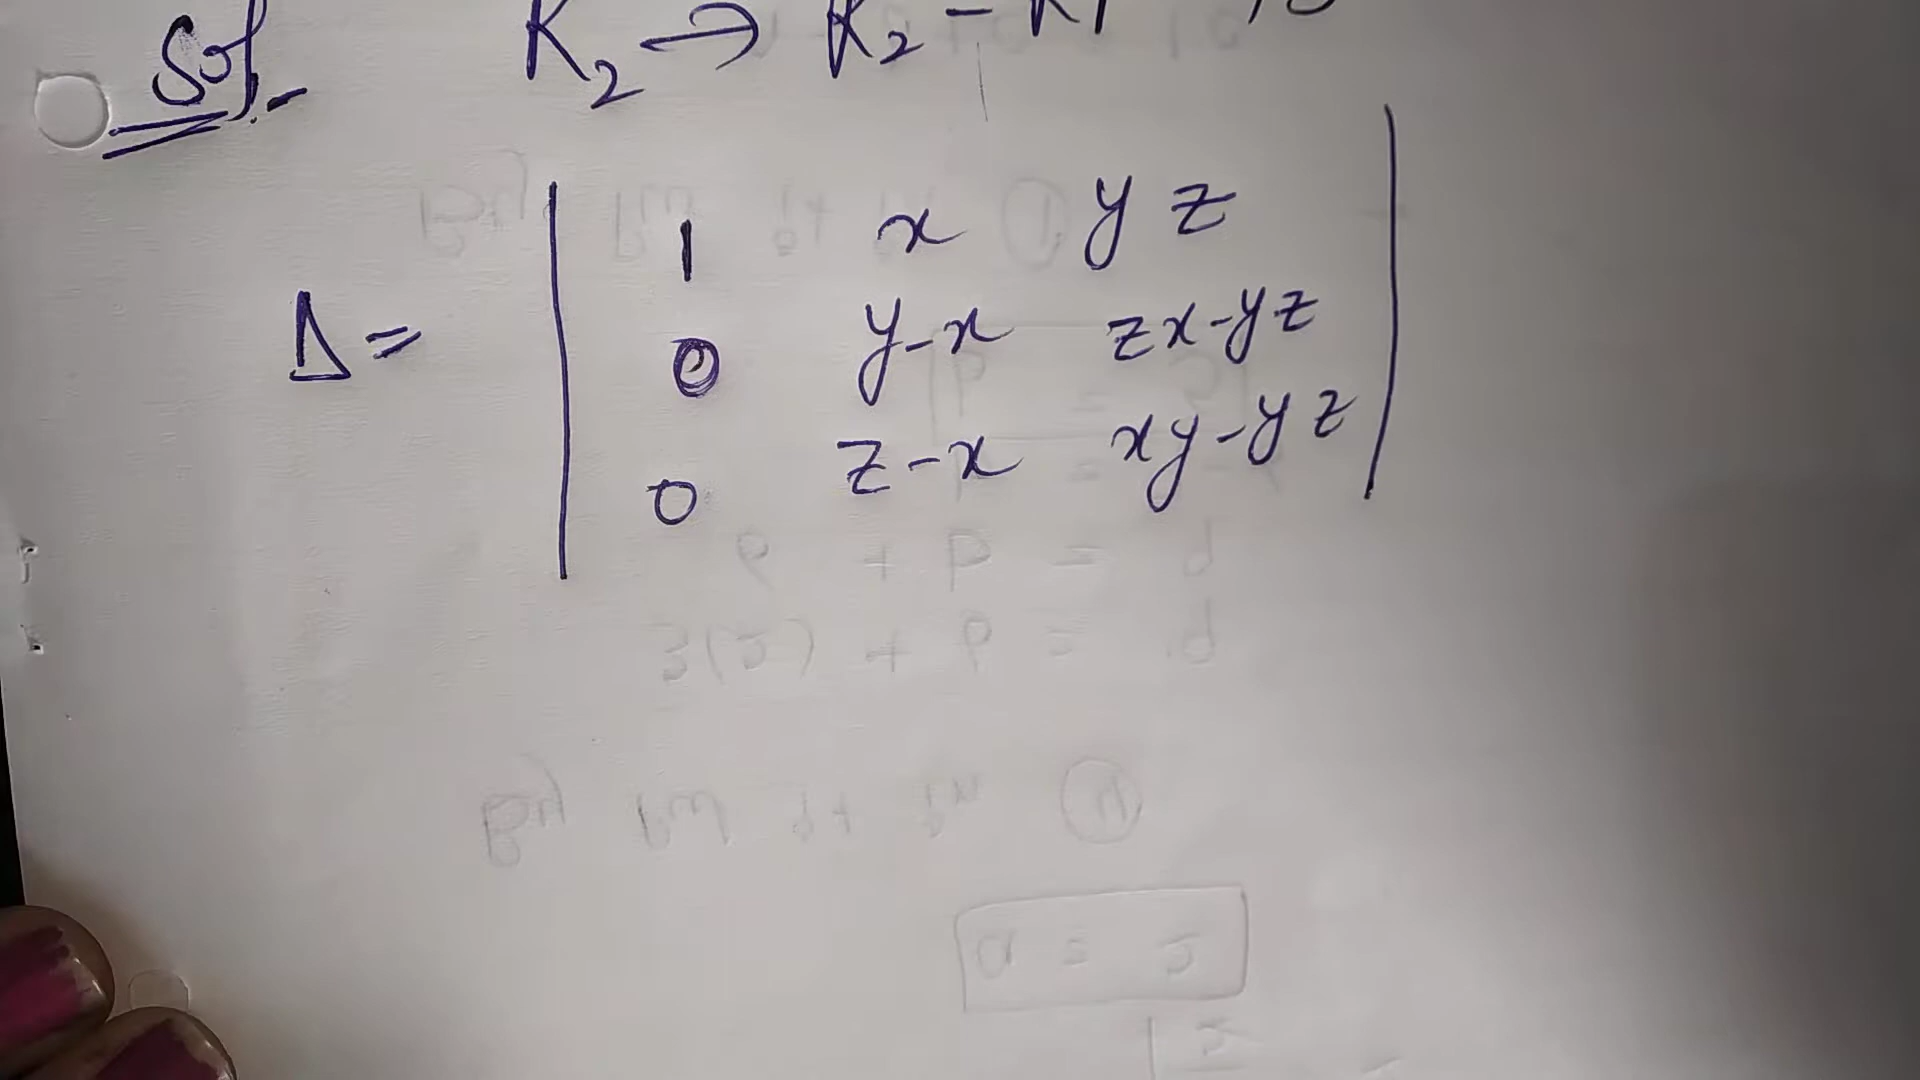 Sol.-
R2 → R2 - R1
1 x yz
Δ = 0 y-x zx-yz
0 z-x xy-yz